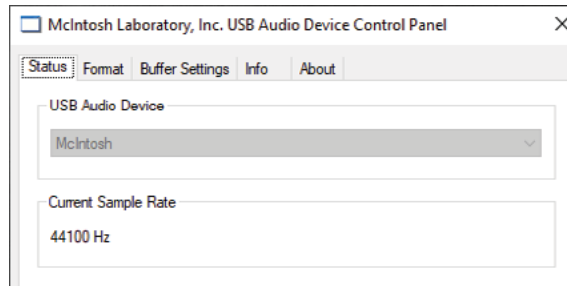 McIntosh Laboratory, Inc. USB Audio Device Control Panel
Status Format Buffer Settings Info About
USB Audio Device
McIntosh
Current Sample Rate
44100 Hz